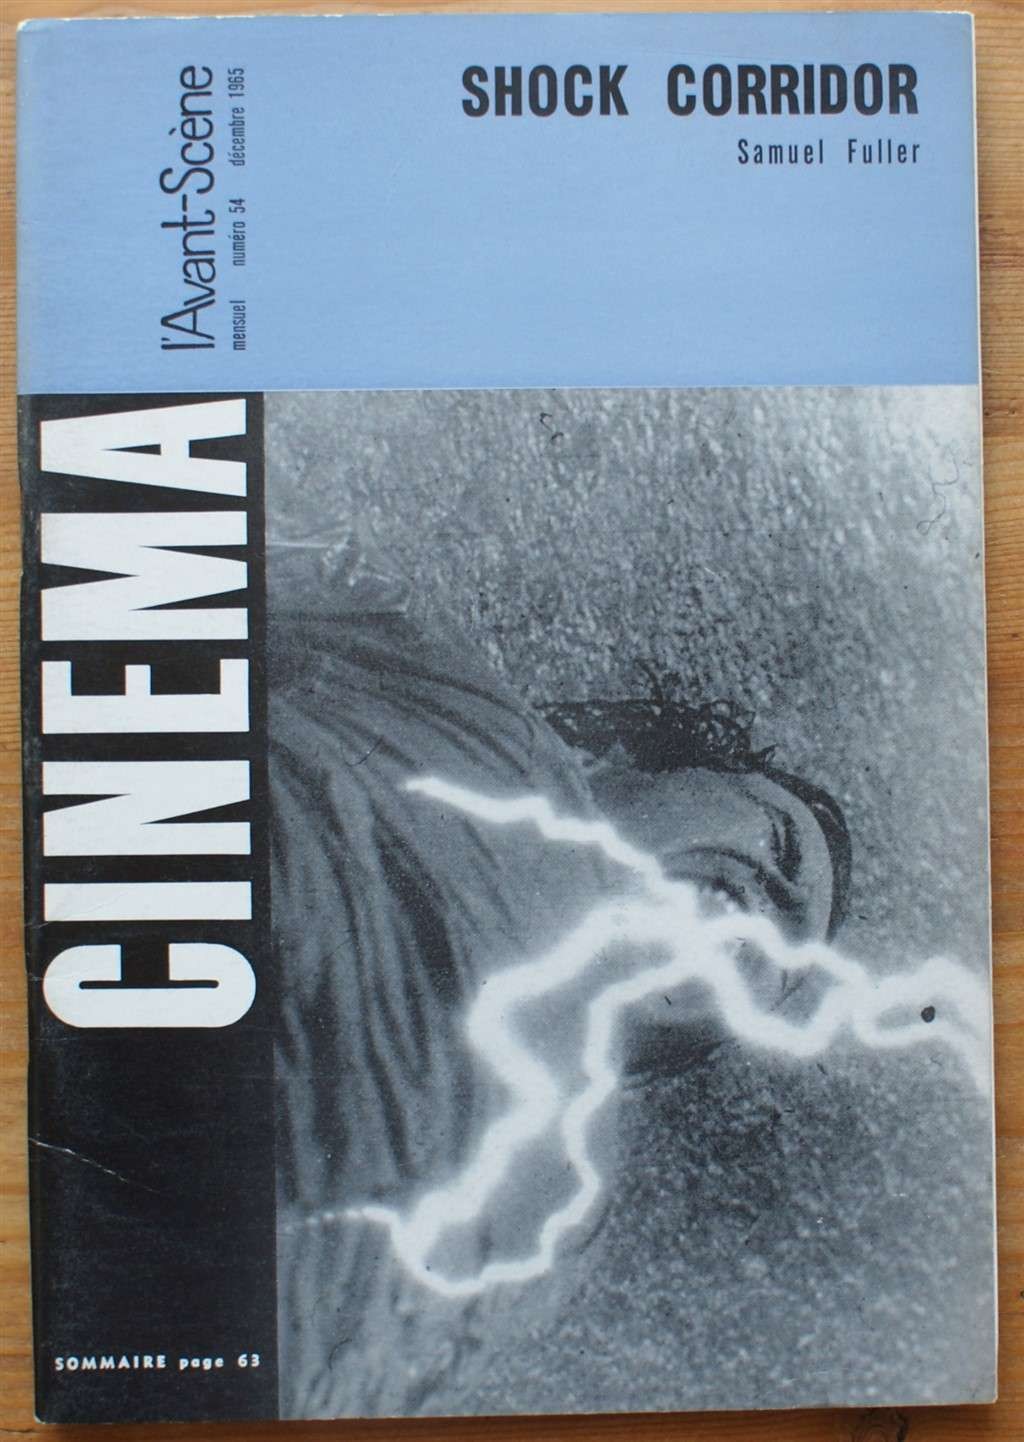 SHOCK CORRIDOR
Samuel Fuller
l'Avant-Scène
mensuel numéro 54 décembre 1965
CINEMA
SOMMAIRE page 63